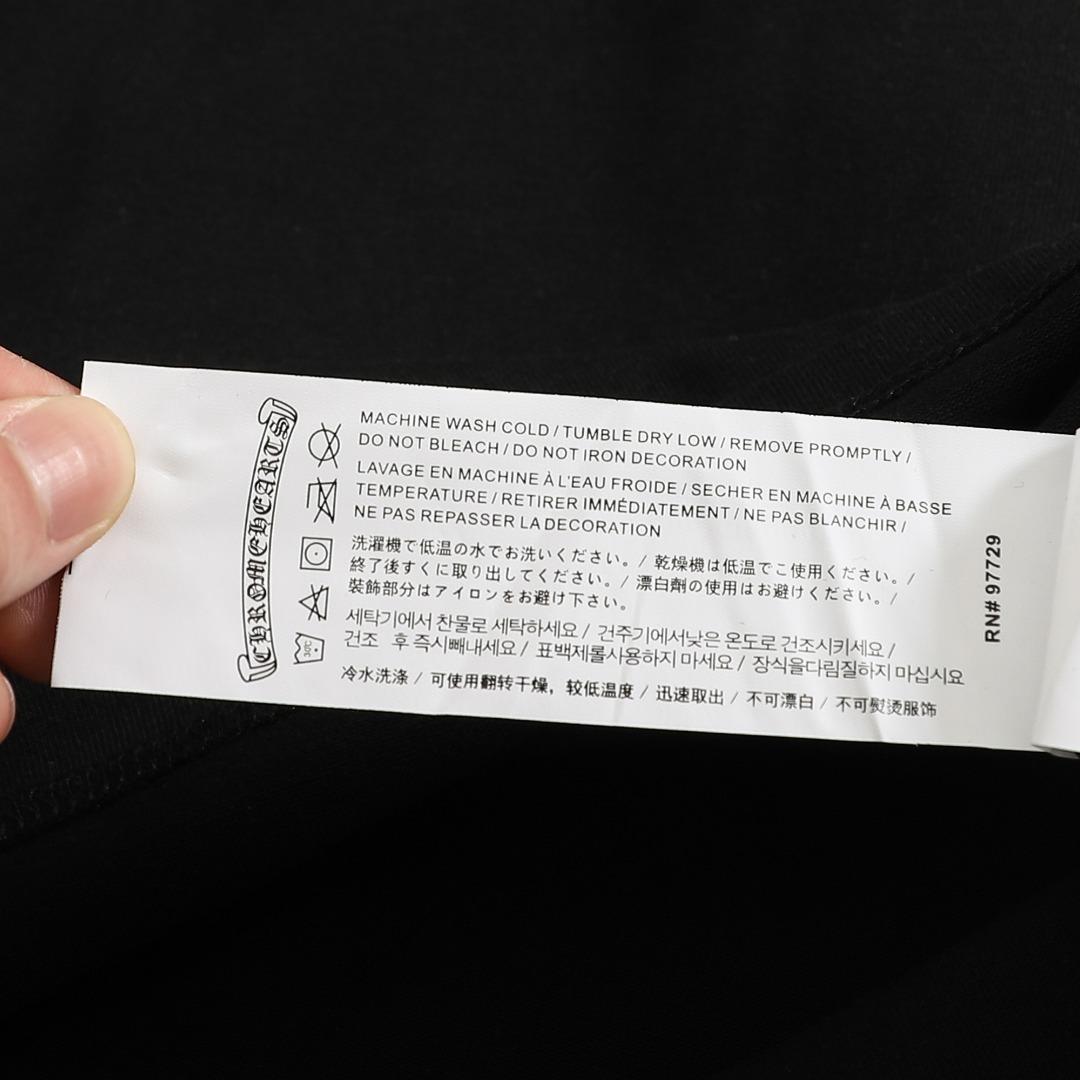 CHROME HEARTS
MACHINE WASH COLD / TUMBLE DRY LOW / REMOVE PROMPTLY /
DO NOT BLEACH / DO NOT IRON DECORATION
LAVAGE EN MACHINE À L'EAU FROIDE / SECHER EN MACHINE À BASSE
TEMPERATURE / RETIRER IMMÉDIATEMENT / NE PAS BLANCHIR /
NE PAS REPASSER LA DECORATION
洗濯機で低温の水でお洗いください。/ 乾燥機は低温でご使用ください。/
終了後すぐに取り出してください。/ 漂白劑の使用はお避けください。/
裝飾部分はアイロンをお避け下さい。
세탁기에서 찬물로 세탁하세요 / 건주기에서낮은 온도로 건조시키세요 /
건조 후 즉시빼내세요 / 표백제롤사용하지 마세요 / 장식을다림질하지 마십시요
冷水洗涤 / 可使用翻转干燥，较低温度 / 迅速取出 / 不可漂白 / 不可熨烫服饰
30°C
RN# 97729